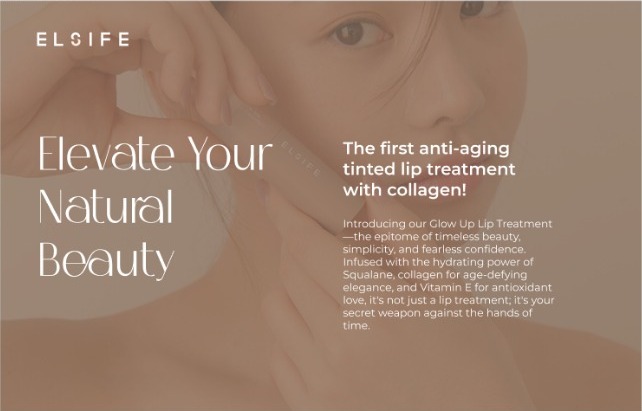 ELSIFE
Elevate Your
Natural
Beauty
ELSIFE
The first anti-aging
tinted lip treatment
with collagen!
Introducing our Glow Up Lip Treatment
—the epitome of timeless beauty,
simplicity, and fearless confidence.
Infused with the hydrating power of
Squalane, collagen for age-defying
elegance, and Vitamin E for antioxidant
love, it's not just a lip treatment; it's your
secret weapon against the hands of
time.